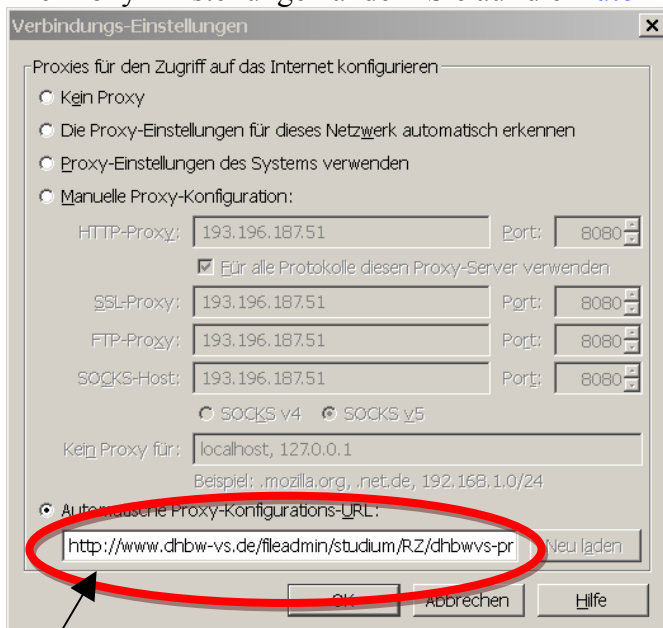 Verbindungs-Einstell
Proxies für den Zugriff auf das Internet konfigurieren
Kein Proxy
Die Proxy-Einstellungen für dieses Netzwerk automatisch erkennen
Proxy-Einstellungen des Systems verwenden
Manuelle Proxy-Konfiguration:
HTTP-Proxy: 193.196.187.51 Port: 8080
Für alle Protokolle diesen Proxy-Server verwenden
SSL-Proxy: 193.196.187.51 Port: 8080
FTP-Proxy: 193.196.187.51 Port: 8080
SOCKS-Host: 193.196.187.51 Port: 8080
SOCKS v4 SOCKS v5
Kein Proxy für: localhost, 127.0.0.1
Beispiel: .mozilla.org, .net.de, 192.168.1.0/24
Automatische Proxy-Konfigurations-URL:
http://www.dhbw-vs.de/fileadmin/studium/RZ/dhbwvs-pr Neu laden
OK Abbrechen Hilfe